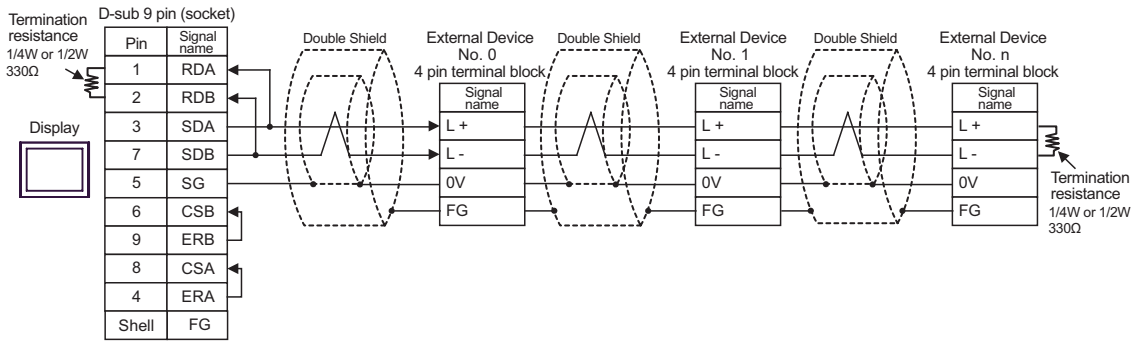 Termination
resistance
1/4W or 1/2W
330Ω
Display
D-sub 9 pin (socket)
Pin Signal name
1 RDA
2 RDB
3 SDA
7 SDB
5 SG
6 CSB
9 ERB
8 CSA
4 ERA
Shell FG
Double Shield
External Device
No. 0
4 pin terminal block
Signal
name
L +
L -
0V
FG
Double Shield
External Device
No. 1
4 pin terminal block
Signal
name
L +
L -
0V
FG
Double Shield
External Device
No. n
4 pin terminal block
Signal
name
L +
L -
0V
FG
Termination
resistance
1/4W or 1/2W
330Ω